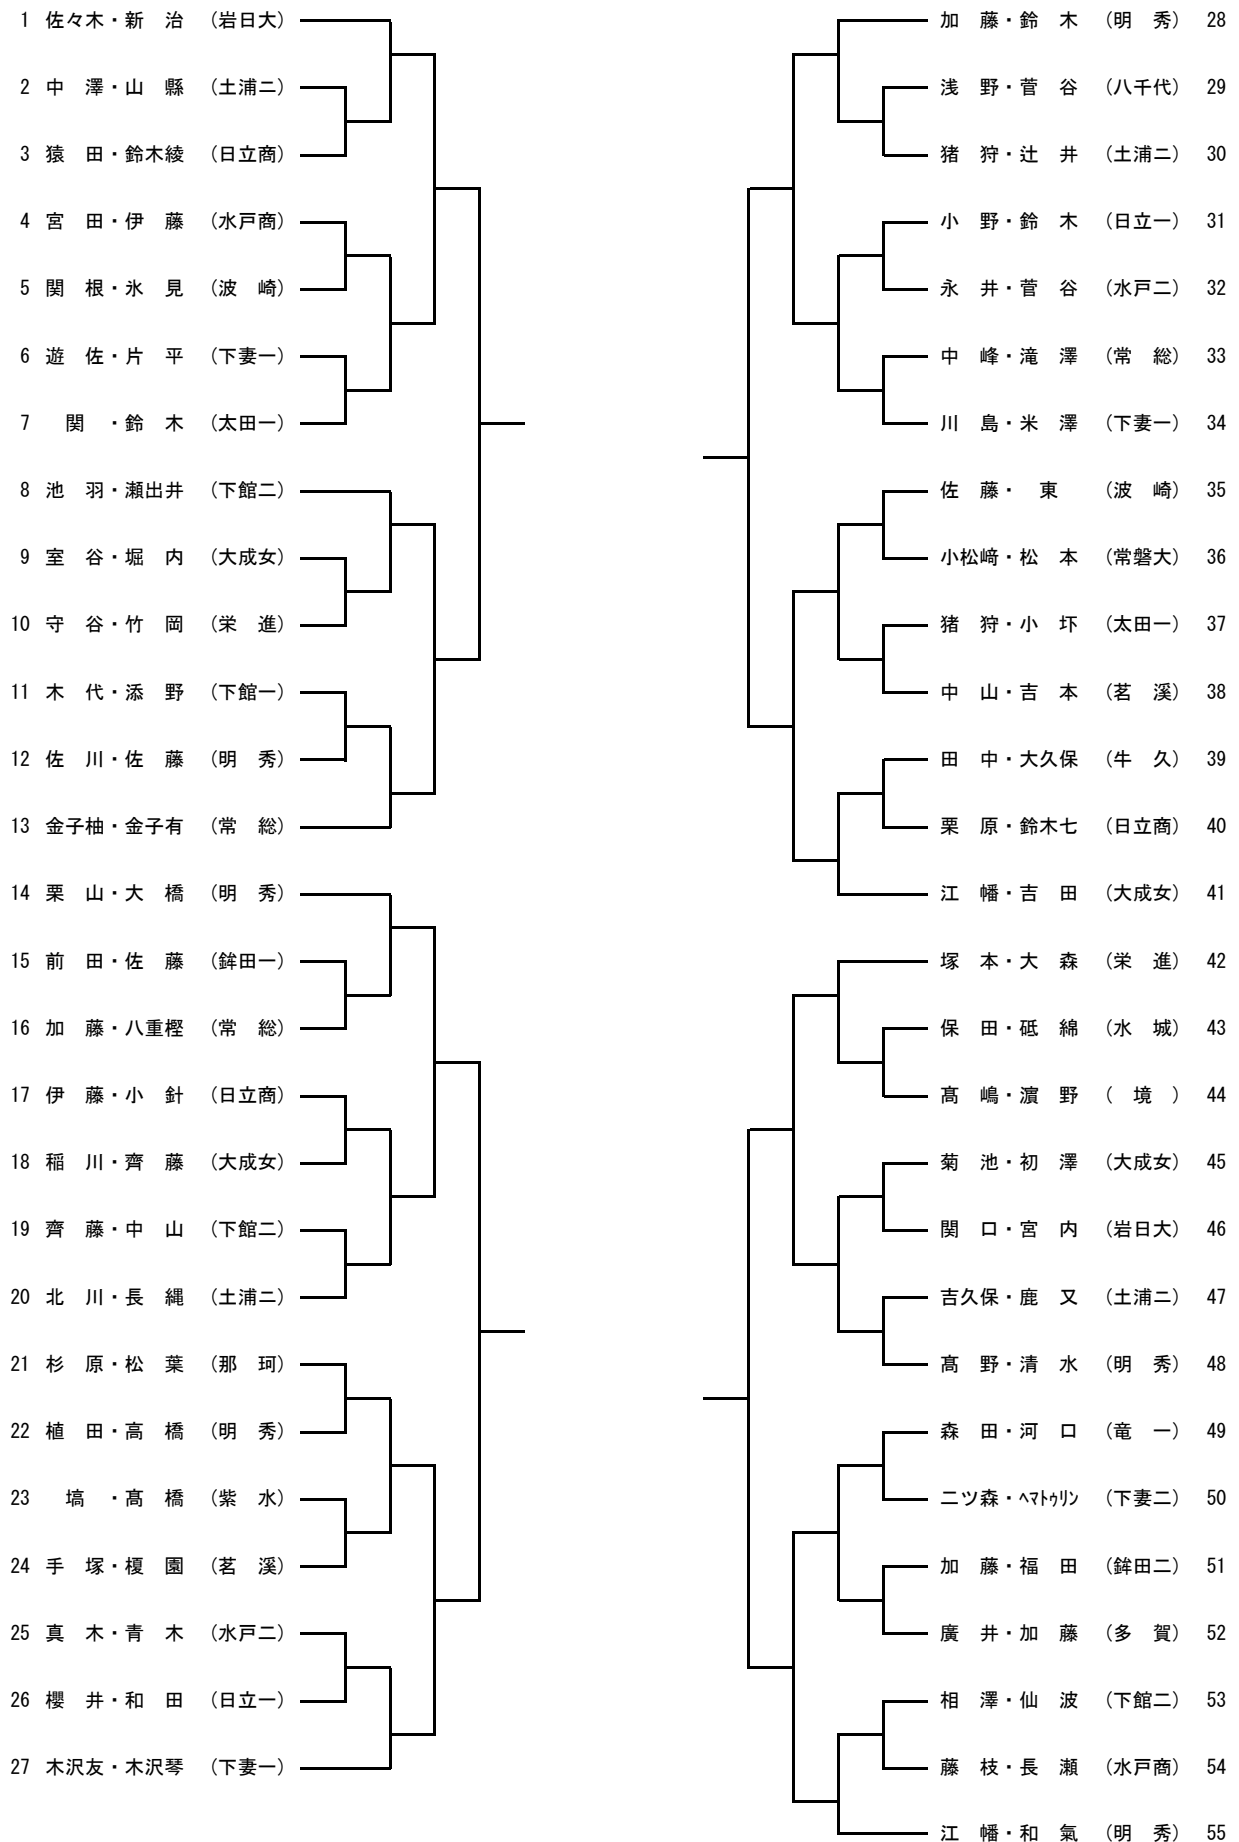 1 佐々木・新　治 （岩日大）
2 中　澤・山　縣 （土浦二）
3 猿　田・鈴木綾 （日立商）
4 宮　田・伊　藤 （水戸商）
5 関　根・氷　見 （波　崎）
6 遊　佐・片　平 （下妻一）
7 関　・鈴　木 （太田一）
8 池　羽・瀬出井 （下館二）
9 室　谷・堀　内 （大成女）
10 守　谷・竹　岡 （栄　進）
11 木　代・添　野 （下館一）
12 佐　川・佐　藤 （明　秀）
13 金子柚・金子有 （常　総）
14 栗　山・大　橋 （明　秀）
15 前　田・佐　藤 （鉾田一）
16 加　藤・八重樫 （常　総）
17 伊　藤・小　針 （日立商）
18 稲　川・齊　藤 （大成女）
19 齊　藤・中　山 （下館二）
20 北　川・長　縄 （土浦二）
21 杉　原・松　葉 （那　珂）
22 植　田・高　橋 （明　秀）
23 塙　・髙　橋 （紫　水）
24 手　塚・榎　園 （茗　溪）
25 真　木・青　木 （水戸二）
26 櫻　井・和　田 （日立一）
27 木沢友・木沢琴 （下妻一）
加　藤・鈴　木 （明　秀） 28
浅　野・菅　谷 （八千代） 29
猪　狩・辻　井 （土浦二） 30
小　野・鈴　木 （日立一） 31
永　井・菅　谷 （水戸二） 32
中　峰・滝　澤 （常　総） 33
川　島・米　澤 （下妻一） 34
佐　藤・　東 （波　崎） 35
小松﨑・松　本 （常磐大） 36
猪　狩・小　圷 （太田一） 37
中　山・吉　本 （茗　溪） 38
田　中・大久保 （牛　久） 39
栗　原・鈴木七 （日立商） 40
江　幡・吉　田 （大成女） 41
塚　本・大　森 （栄　進） 42
保　田・砥　綿 （水　城） 43
髙　嶋・濵　野 （　境　） 44
菊　池・初　澤 （大成女） 45
関　口・宮　内 （岩日大） 46
吉久保・鹿　又 （土浦二） 47
髙　野・清　水 （明　秀） 48
森　田・河　口 （竜　一） 49
二ツ森・ﾍﾏﾄｩﾘﾝ （下妻二） 50
加　藤・福　田 （鉾田二） 51
廣　井・加　藤 （多　賀） 52
相　澤・仙　波 （下館二） 53
藤　枝・長　瀬 （水戸商） 54
江　幡・和　氣 （明　秀） 55